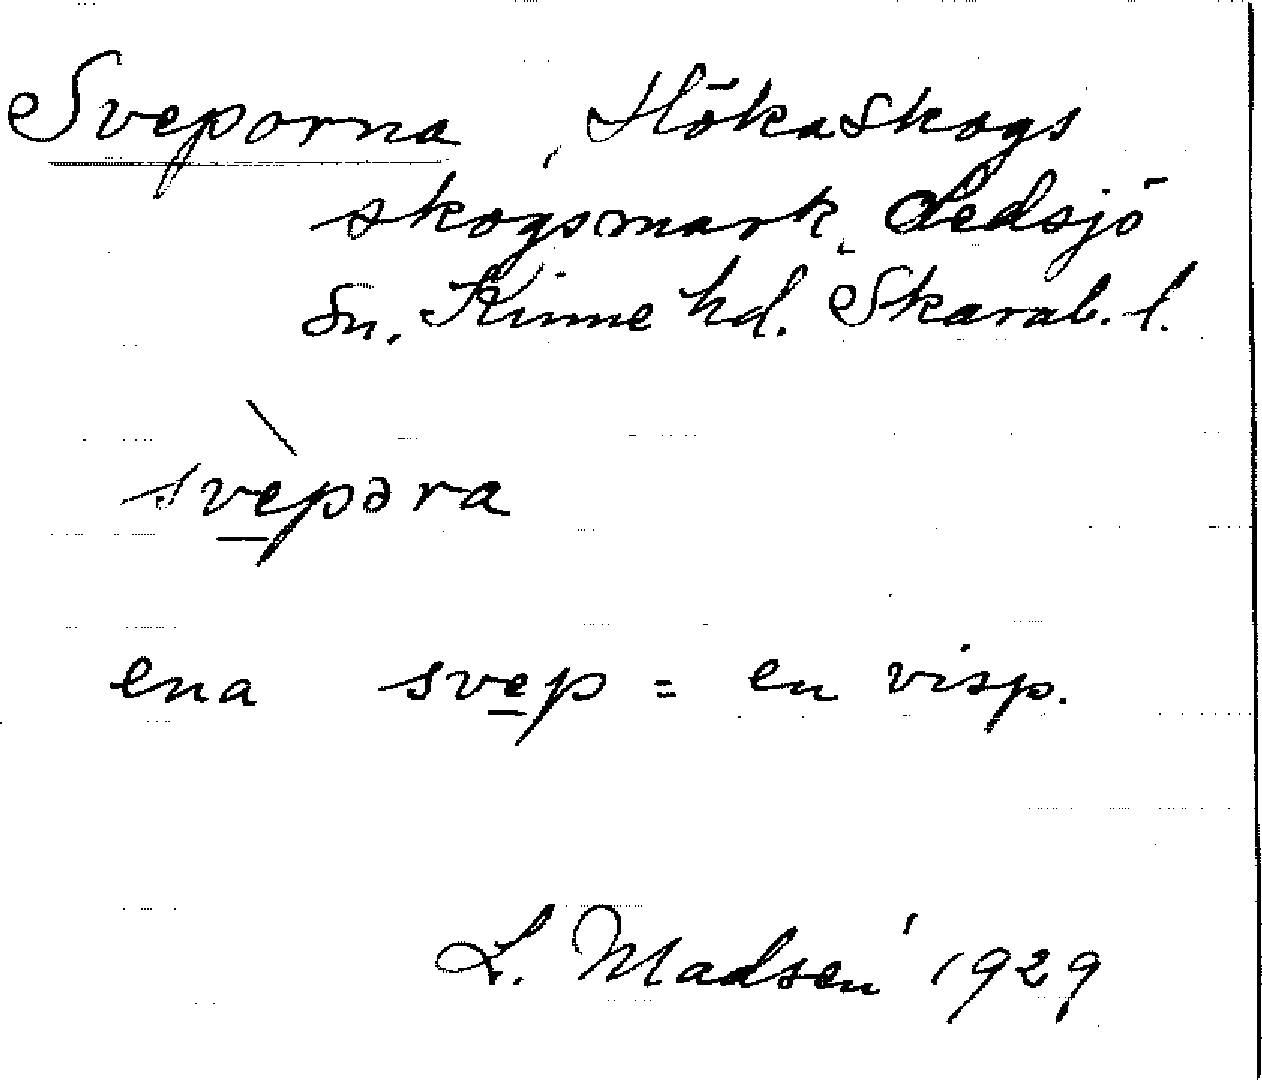 Sveporna, Hökaskogs
skogsmark, Ledsjö
Sn. Kinne hd. Skarab. l.
svèpəra
ena svep = en visp.
L. Madsen 1929